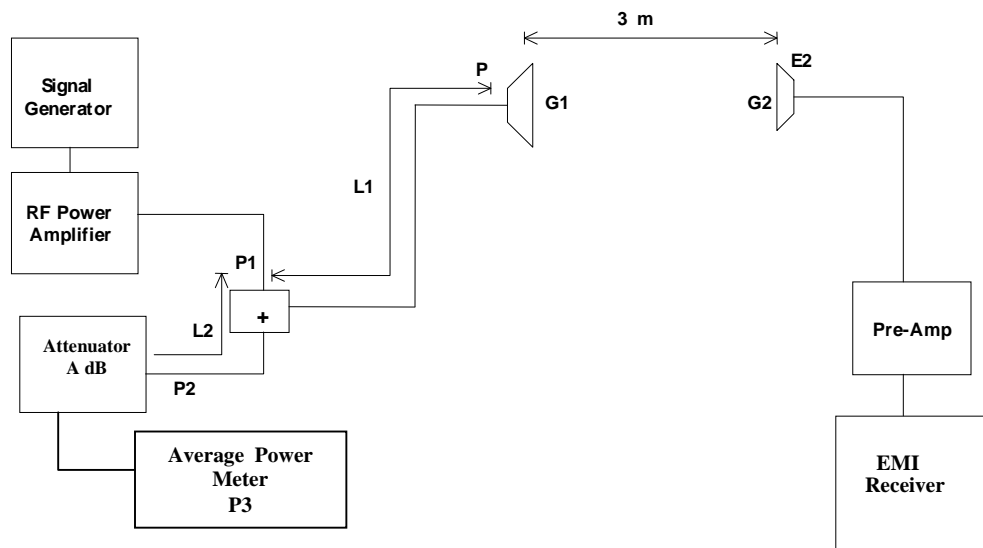 3 m
Signal
Generator
P
G1
E2
G2
L1
RF Power
Amplifier
P1
+
L2
Attenuator
A dB
P2
Pre-Amp
Average Power
Meter
P3
EMI
Receiver